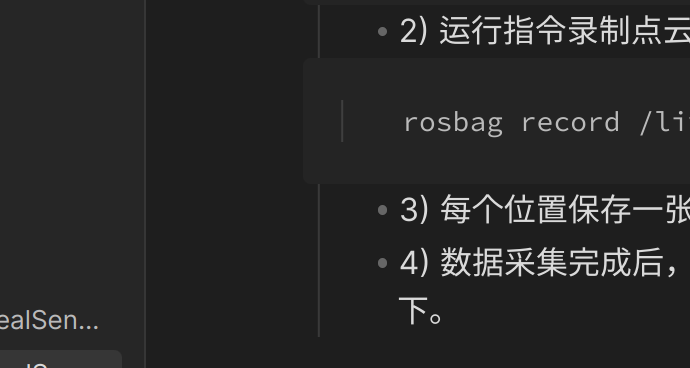 2) 运行指令录制点云
rosbag record /li
3) 每个位置保存一张
4) 数据采集完成后，
下。
ealSen...